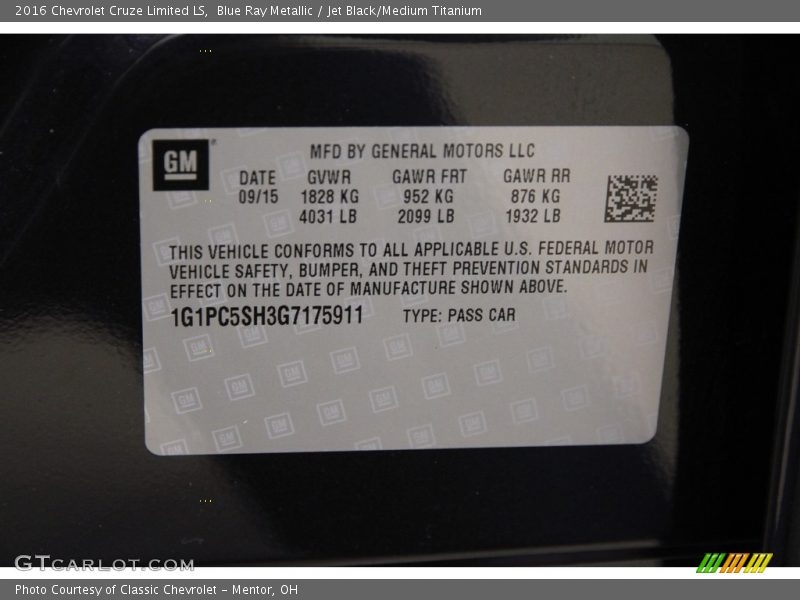 2016 Chevrolet Cruze Limited LS, Blue Ray Metallic / Jet Black/Medium Titanium
GM
MFD BY GENERAL MOTORS LLC
DATE GVWR GAWR FRT GAWR RR
09/15 1828 KG 952 KG 876 KG
4031 LB 2099 LB 1932 LB
THIS VEHICLE CONFORMS TO ALL APPLICABLE U.S. FEDERAL MOTOR
VEHICLE SAFETY, BUMPER, AND THEFT PREVENTION STANDARDS IN
EFFECT ON THE DATE OF MANUFACTURE SHOWN ABOVE.
1G1PC5SH3G7175911 TYPE: PASS CAR
GTCARLOT.COM
Photo Courtesy of Classic Chevrolet - Mentor, OH